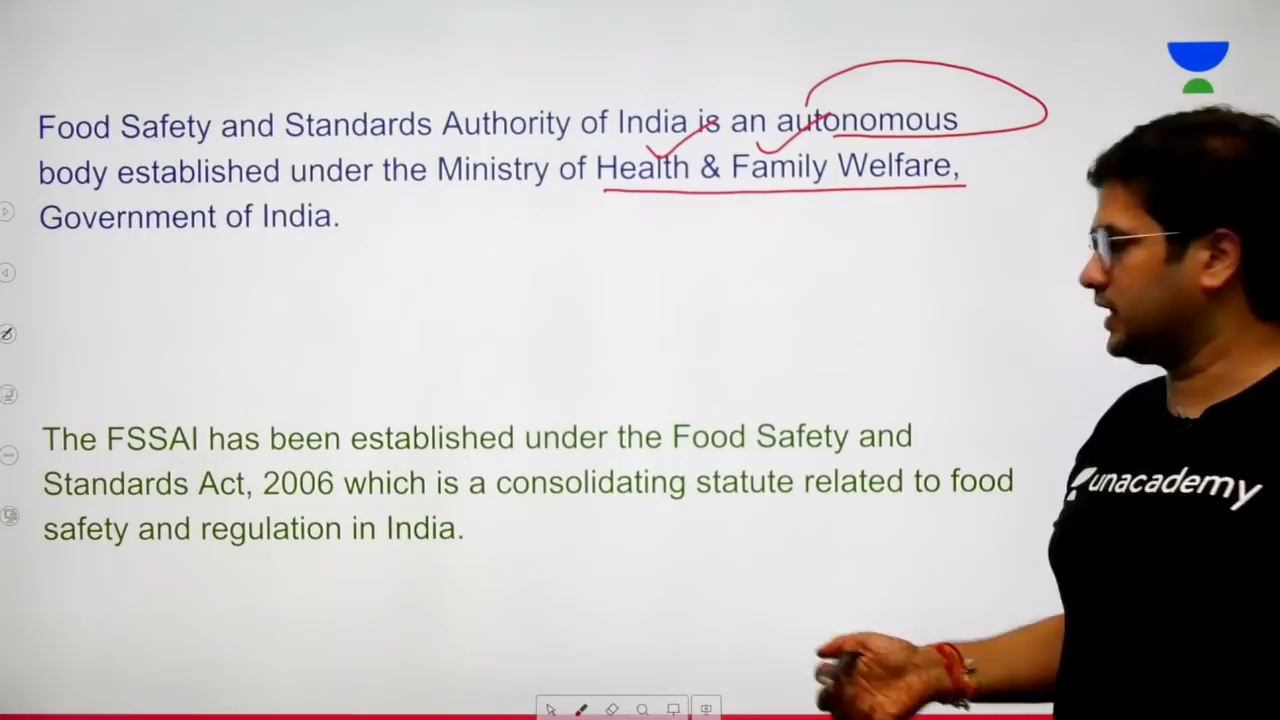 Food Safety and Standards Authority of India is an autonomous
body established under the Ministry of Health & Family Welfare,
Government of India.
The FSSAI has been established under the Food Safety and
Standards Act, 2006 which is a consolidating statute related to food
safety and regulation in India.
unacademy